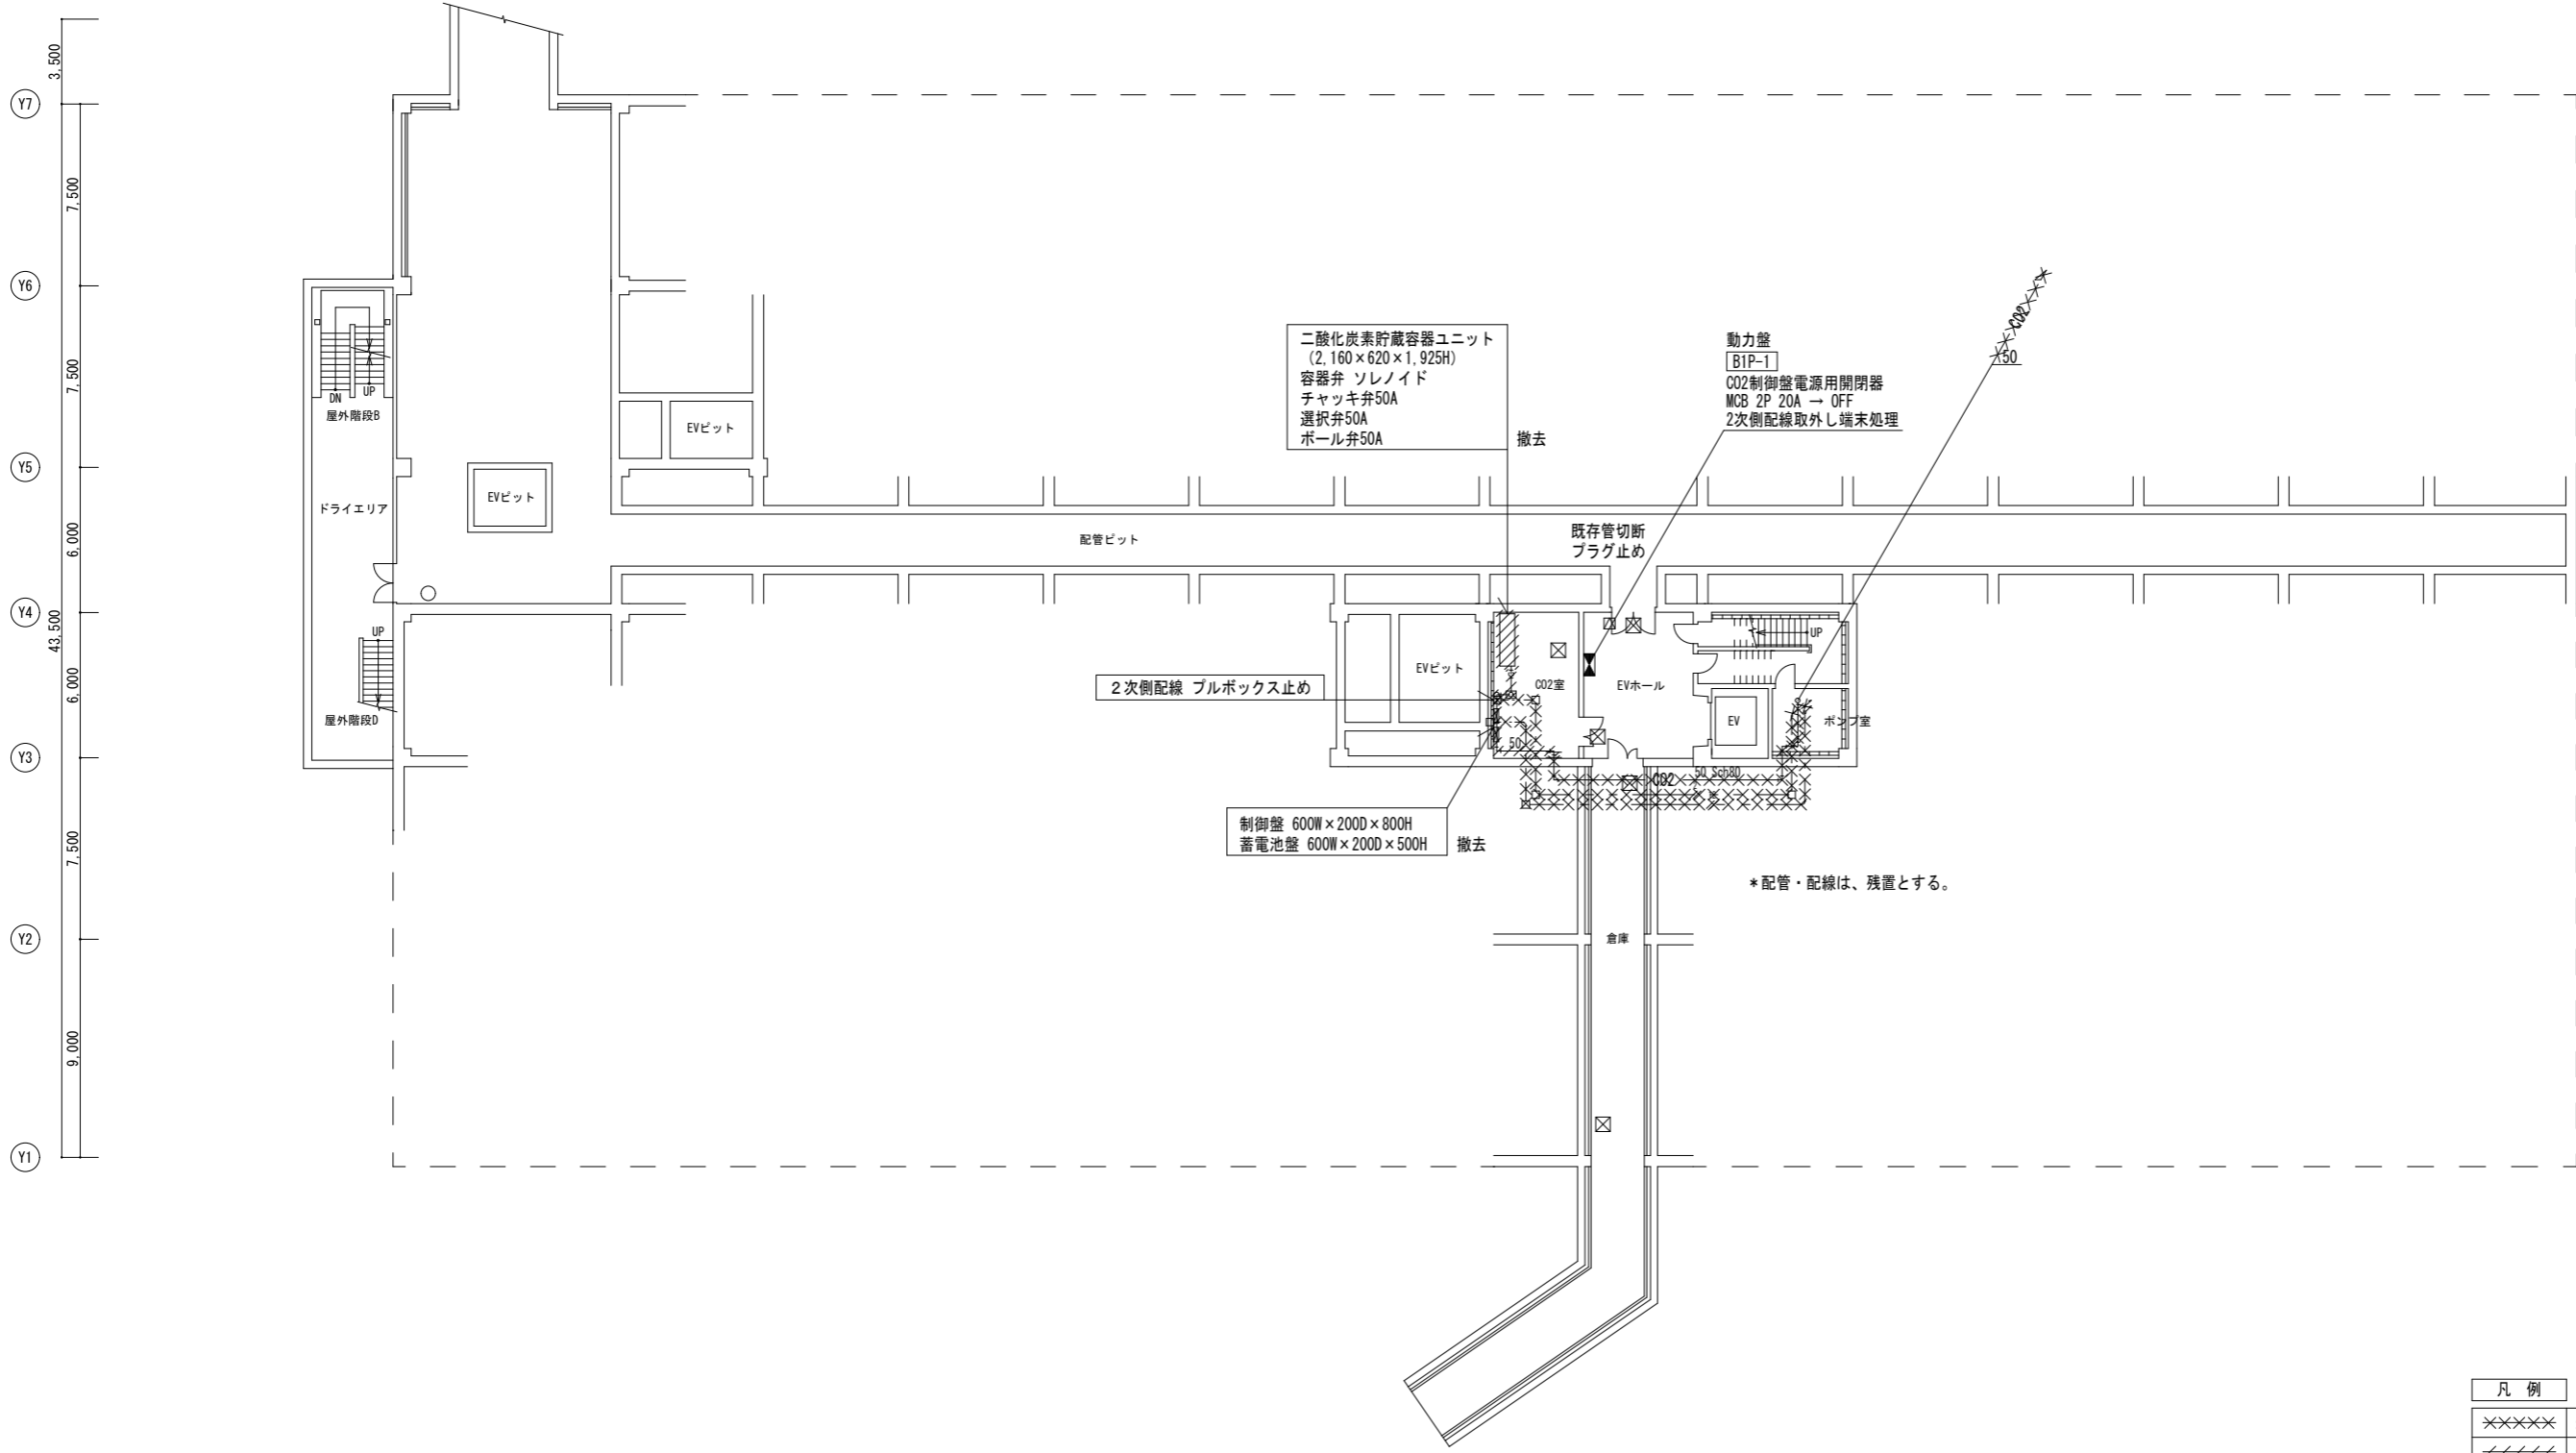 3,500
Y7
7,500
Y6
7,500
Y5
6,000
Y4
43,500
6,000
Y3
7,500
Y2
9,000
Y1
DN
UP
屋外階段B
ドライエリア
UP
屋外階段D
EVピット
EVピット
配管ピット
二酸化炭素貯蔵容器ユニット
(2,160×620×1,925H)
容器弁 ソレノイド
チャッキ弁50A
選択弁50A
ボール弁50A
撤去
動力盤
B1P-1
CO2制御盤電源用開閉器
MCB 2P 20A → OFF
2次側配線取外し端末処理
CO2
50
既存管切断
プラグ止め
2次側配線 プルボックス止め
EVピット
CO2室
EVホール
UP
EV
ポンプ室
50
CO2
50 Sch80
制御盤 600W×200D×800H
蓄電池盤 600W×200D×500H
撤去
*配管・配線は、残置とする。
倉庫
凡 例